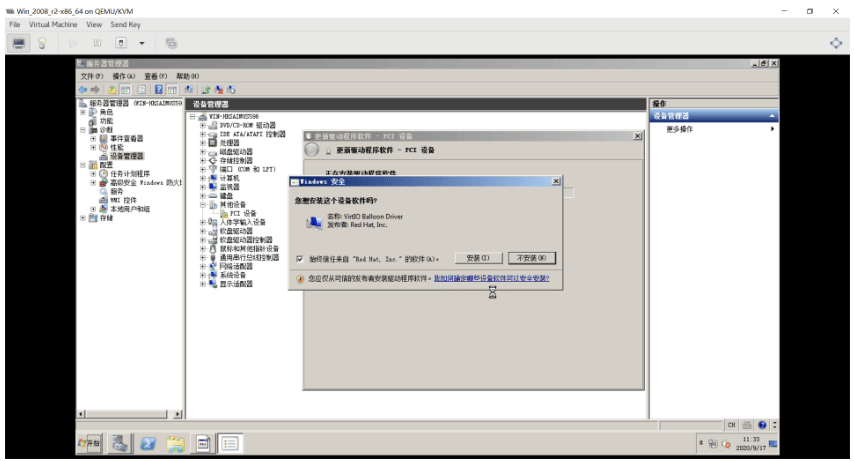 Win_2008_r2-x86_64 on QEMU/KVM
File Virtual Machine View Send Key
服务器管理器
文件(F) 操作(A) 查看(V) 帮助(H)
服务器管理器 (WIN-HBSAIMUS596
角色
功能
诊断
事件查看器
性能
设备管理器
配置
任务计划程序
高级安全 Windows 防火墙
服务
WMI 控件
本地用户和组
存储
设备管理器
WIN-HBSAIMUS596
DVD/CD-ROM 驱动器
IDE ATA/ATAPI 控制器
处理器
磁盘驱动器
存储控制器
端口 (COM 和 LPT)
计算机
监视器
键盘
其他设备
PCI 设备
人体学输入设备
软盘驱动器
软盘驱动器控制器
鼠标和其他指针设备
通用串行总线控制器
网络适配器
系统设备
显示适配器
更新驱动程序软件 - PCI 设备
更新驱动程序软件 - PCI 设备
正在安装驱动程序软件
Windows 安全
您想安装这个设备软件吗?
名称: VirtIO Balloon Driver
发布者: Red Hat, Inc.
始终信任来自 "Red Hat, Inc." 的软件(A)。
安装(I)
不安装(N)
您应仅从可信的发布者安装驱动程序软件。我如何确定哪些设备软件可以安全安装?
操作
设备管理器
更多操作
开始
CH
11:33
2020/9/17